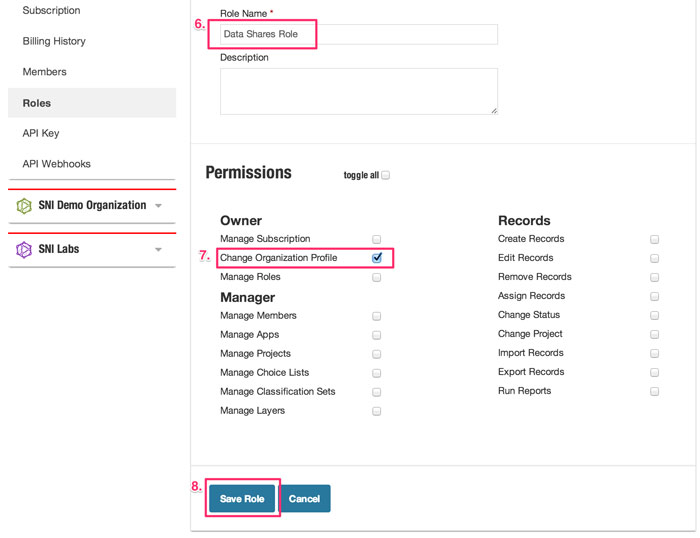 Subscription
Billing History
Members
Roles
API Key
API Webhooks
SNI Demo Organization
SNI Labs
6.
Role Name *
Data Shares Role
Description
Permissions
toggle all
Owner
Manage Subscription
7.
Change Organization Profile
Manage Roles
Manager
Manage Members
Manage Apps
Manage Projects
Manage Choice Lists
Manage Classification Sets
Manage Layers
Records
Create Records
Edit Records
Remove Records
Assign Records
Change Status
Change Project
Import Records
Export Records
Run Reports
8.
Save Role
Cancel